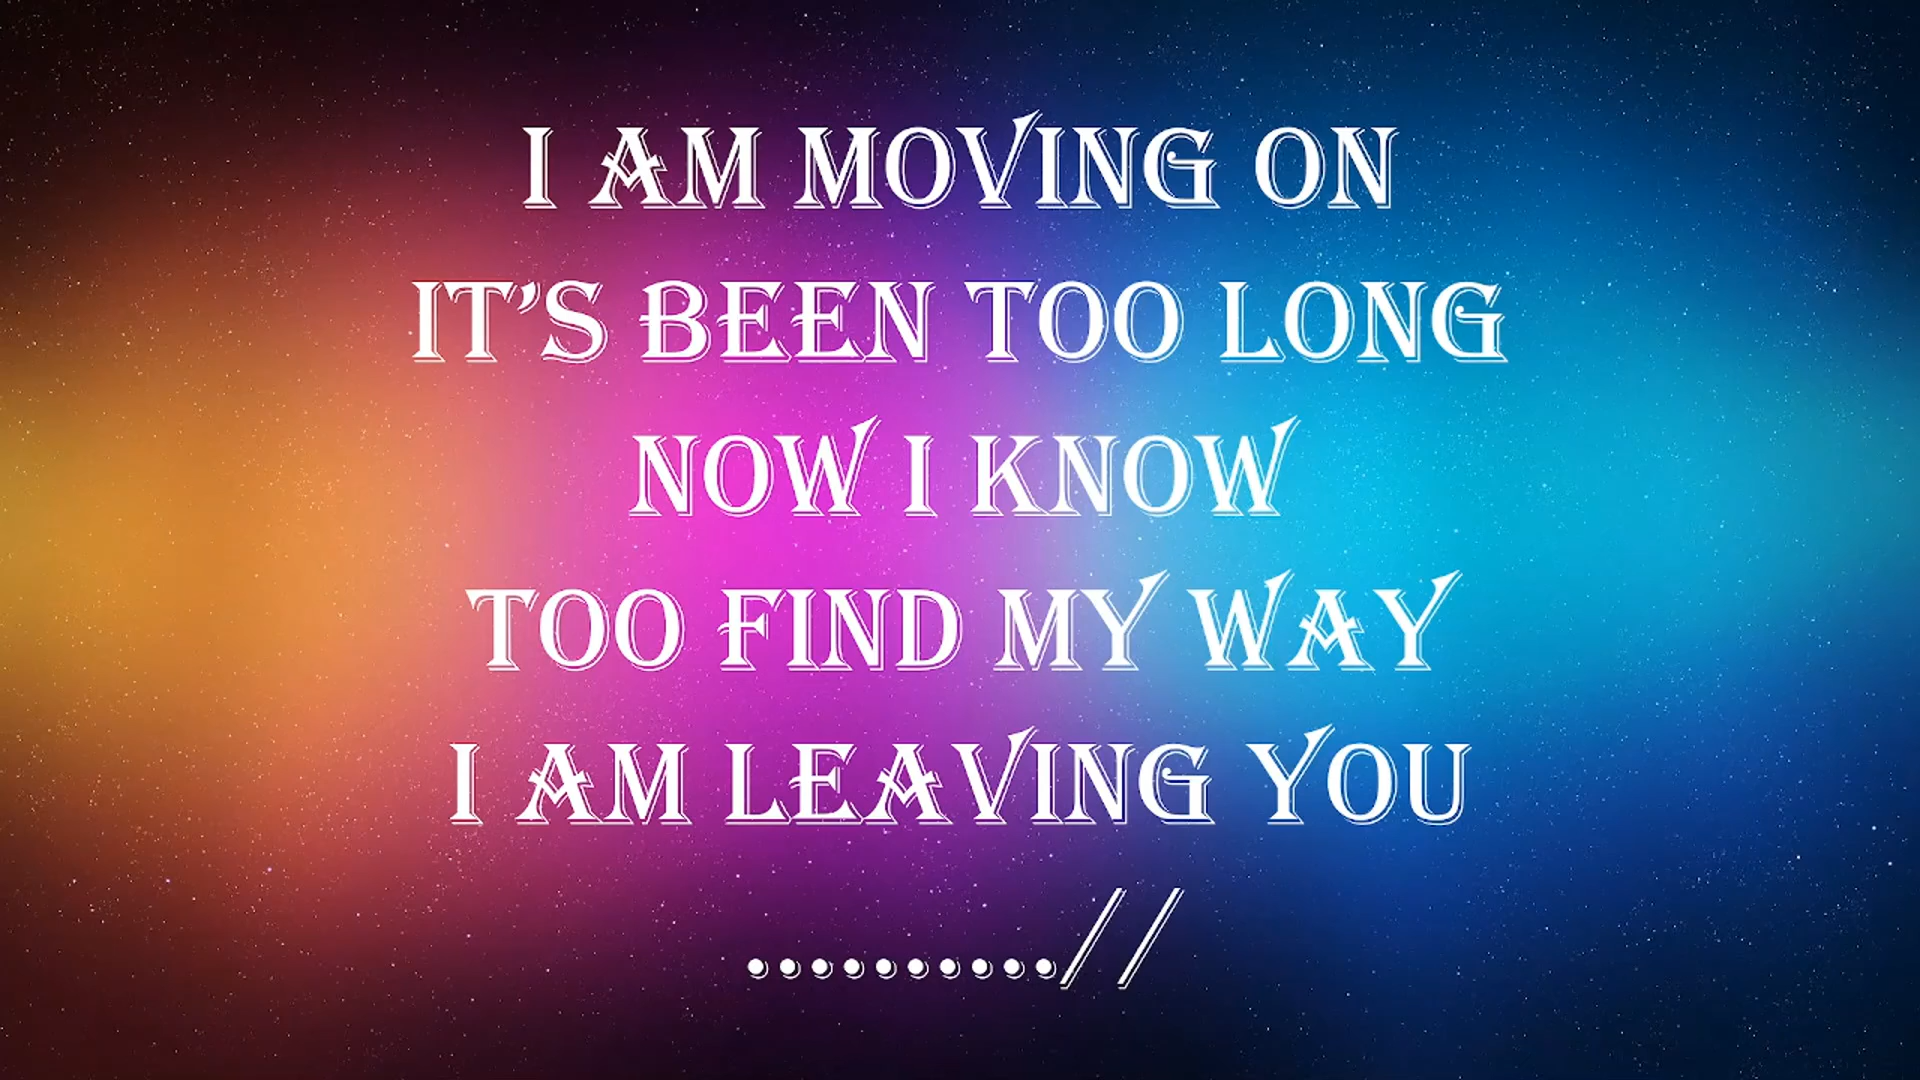 I AM MOVING ON
IT’S BEEN TOO LONG
NOW I KNOW
TOO FIND MY WAY
I AM LEAVING YOU
..........//